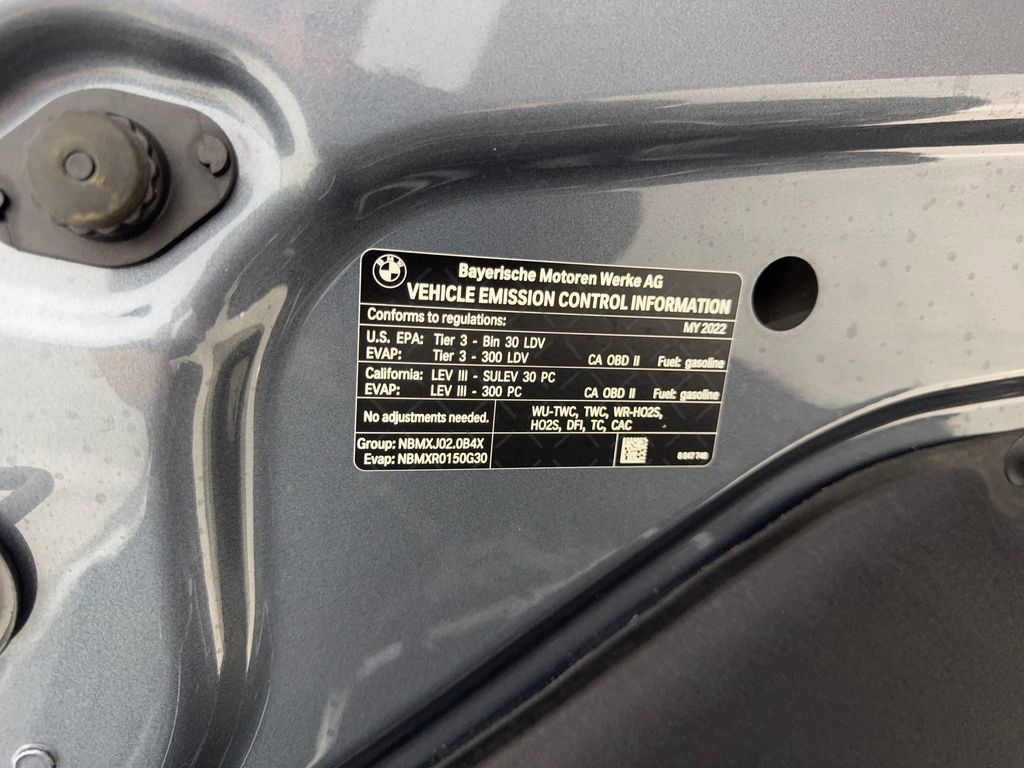 BMW
Bayerische Motoren Werke AG
VEHICLE EMISSION CONTROL INFORMATION
Conforms to regulations: MY 2022
U.S. EPA: Tier 3 - Bin 30 LDV
EVAP: Tier 3 - 300 LDV CA OBD II Fuel: gasoline
California: LEV III - SULEV 30 PC
EVAP: LEV III - 300 PC CA OBD II Fuel: gasoline
No adjustments needed. WU-TWC, TWC, WR-HO2S,
HO2S, DFI, TC, CAC
Group: NBMXJ02.0B4X
Evap: NBMXR0150G30